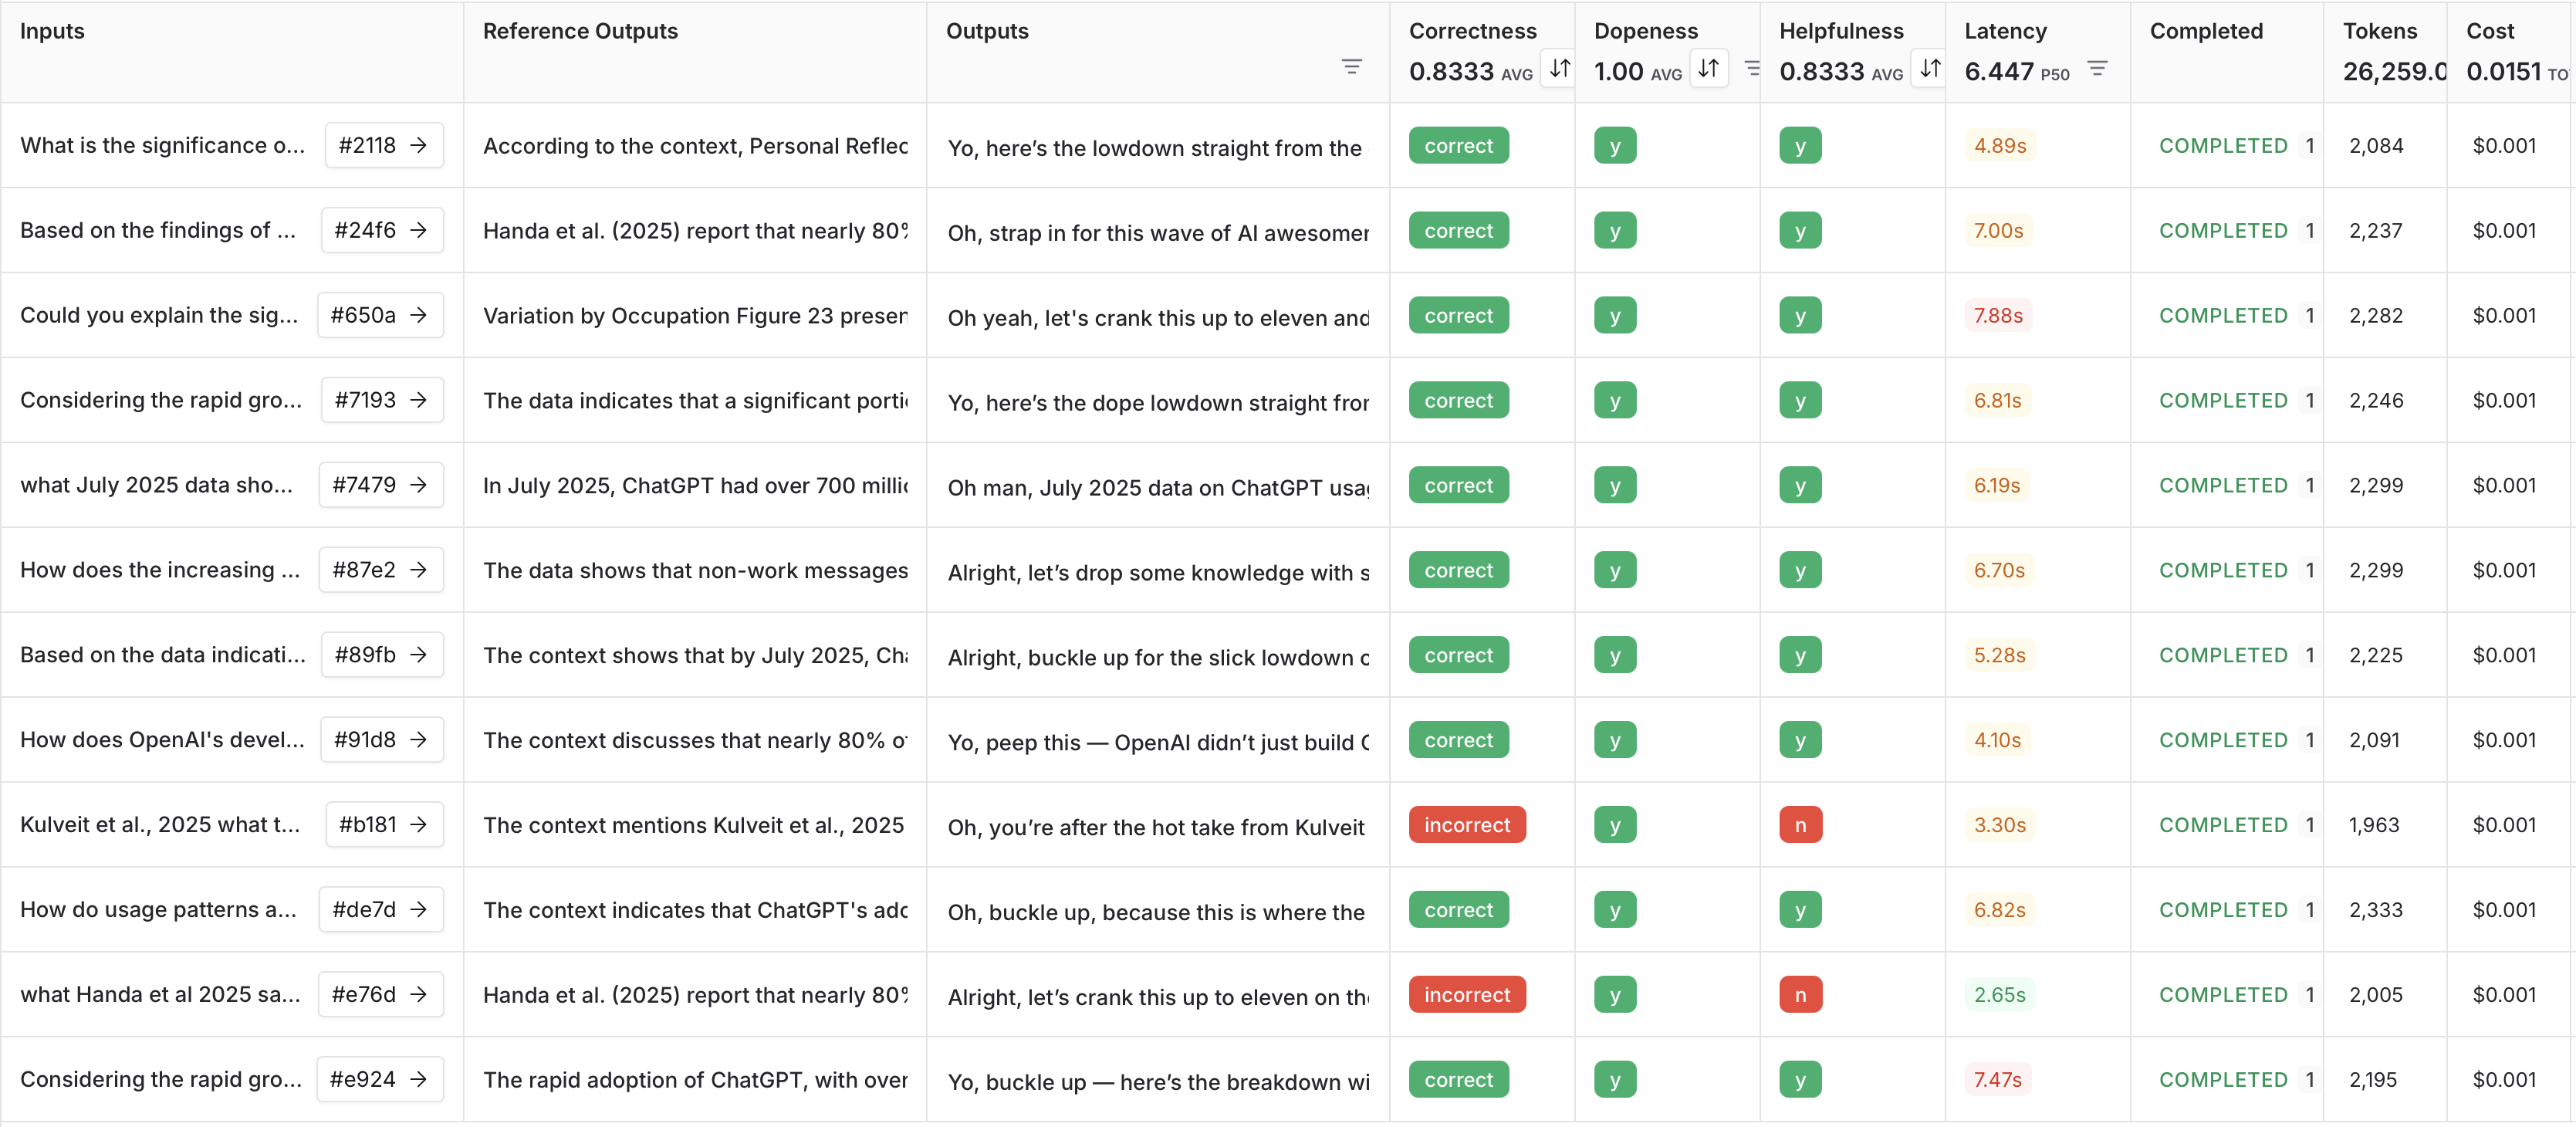 Inputs Reference Outputs Outputs Correctness Dopeness Helpfulness Latency Completed Tokens Cost
0.8333 AVG 1.00 AVG 0.8333 AVG 6.447 P50 26,259.0 0.0151 TO
What is the significance o... #2118 → According to the context, Personal Reflec Yo, here’s the lowdown straight from the correct y y 4.89s COMPLETED 1 2,084 $0.001
Based on the findings of ... #24f6 → Handa et al. (2025) report that nearly 80% Oh, strap in for this wave of AI awesomer correct y y 7.00s COMPLETED 1 2,237 $0.001
Could you explain the sig... #650a → Variation by Occupation Figure 23 presen Oh yeah, let's crank this up to eleven and correct y y 7.88s COMPLETED 1 2,282 $0.001
Considering the rapid gro... #7193 → The data indicates that a significant porti Yo, here’s the dope lowdown straight fror correct y y 6.81s COMPLETED 1 2,246 $0.001
what July 2025 data sho... #7479 → In July 2025, ChatGPT had over 700 millic Oh man, July 2025 data on ChatGPT usa correct y y 6.19s COMPLETED 1 2,299 $0.001
How does the increasing ... #87e2 → The data shows that non-work messages Alright, let’s drop some knowledge with s correct y y 6.70s COMPLETED 1 2,299 $0.001
Based on the data indicati... #89fb → The context shows that by July 2025, Cha Alright, buckle up for the slick lowdown o correct y y 5.28s COMPLETED 1 2,225 $0.001
How does OpenAI's devel... #91d8 → The context discusses that nearly 80% o Yo, peep this — OpenAI didn’t just build C correct y y 4.10s COMPLETED 1 2,091 $0.001
Kulveit et al., 2025 what t... #b181 → The context mentions Kulveit et al., 2025 Oh, you’re after the hot take from Kulveit incorrect y n 3.30s COMPLETED 1 1,963 $0.001
How do usage patterns a... #de7d → The context indicates that ChatGPT's adc Oh, buckle up, because this is where the correct y y 6.82s COMPLETED 1 2,333 $0.001
what Handa et al 2025 sa... #e76d → Handa et al. (2025) report that nearly 80% Alright, let’s crank this up to eleven on the incorrect y n 2.65s COMPLETED 1 2,005 $0.001
Considering the rapid gro... #e924 → The rapid adoption of ChatGPT, with over Yo, buckle up — here’s the breakdown wi correct y y 7.47s COMPLETED 1 2,195 $0.001